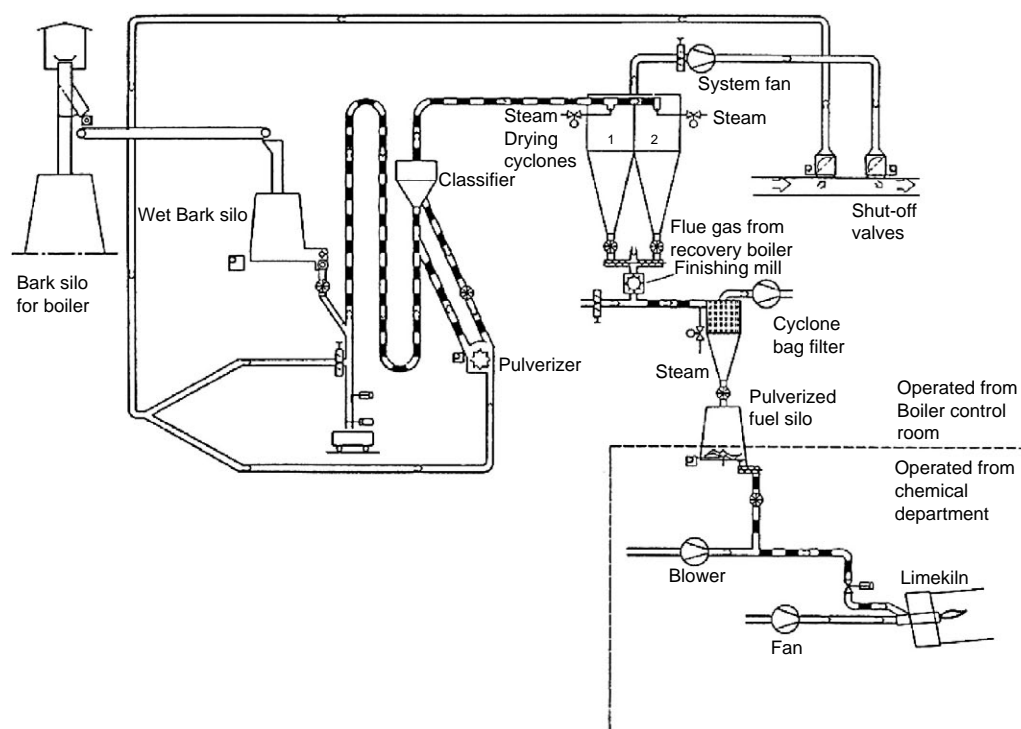 System fan
Steam
Drying
cyclones
1
2
Steam
Classifier
Wet Bark silo
Shut-off
valves
Flue gas from
recovery boiler
Finishing mill
Bark silo
for boiler
Cyclone
bag filter
Pulverizer
Steam
Pulverized
fuel silo
Operated from
Boiler control
room
Operated from
chemical
department
Blower
Limekiln
Fan